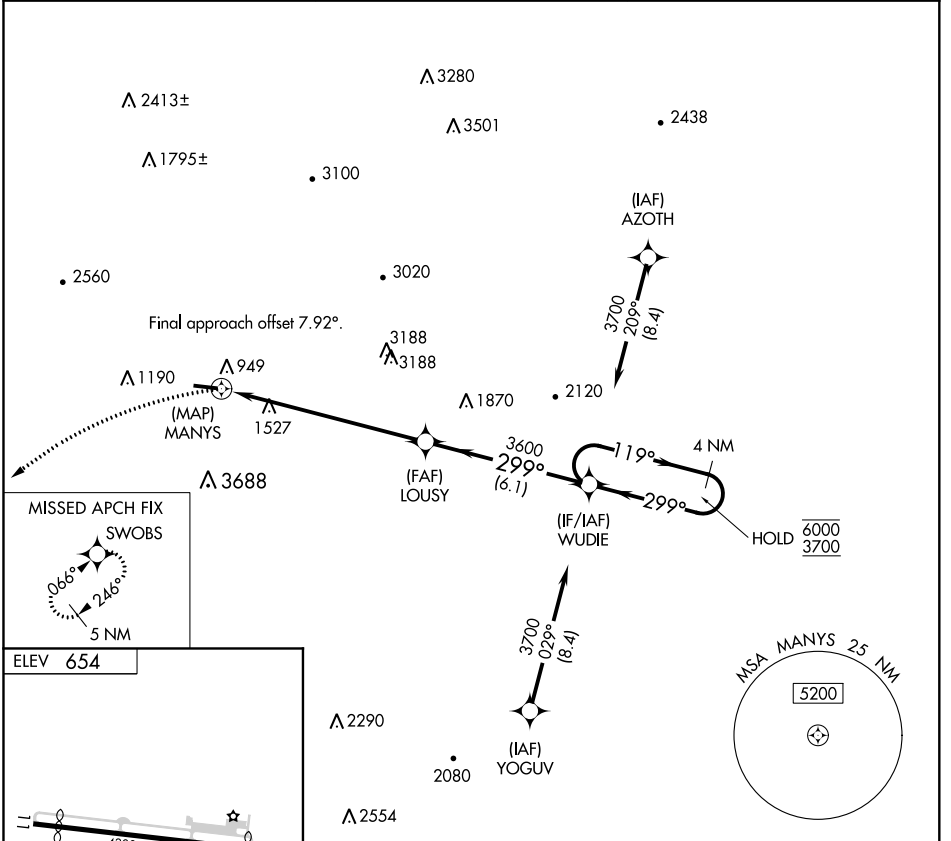 3280
2413±
3501
2438
1795±
3100
(IAF)
AZOTH
2560
3020
3700
209°
(8.4)
Final approach offset 7.92°.
3188
3188
949
1190
1870
2120
(MAP)
MANYS
1527
3600
299°
(6.1)
119°
4 NM
(FAF)
LOUSY
299°
3688
(IF/IAF)
WUDIE
HOLD 6000
3700
MISSED APCH FIX
SWOBS
066°
246°
5 NM
3700
029°
(8.4)
MSA MANYS 25 NM
5200
ELEV 654
2290
(IAF)
YOGUV
2080
2554